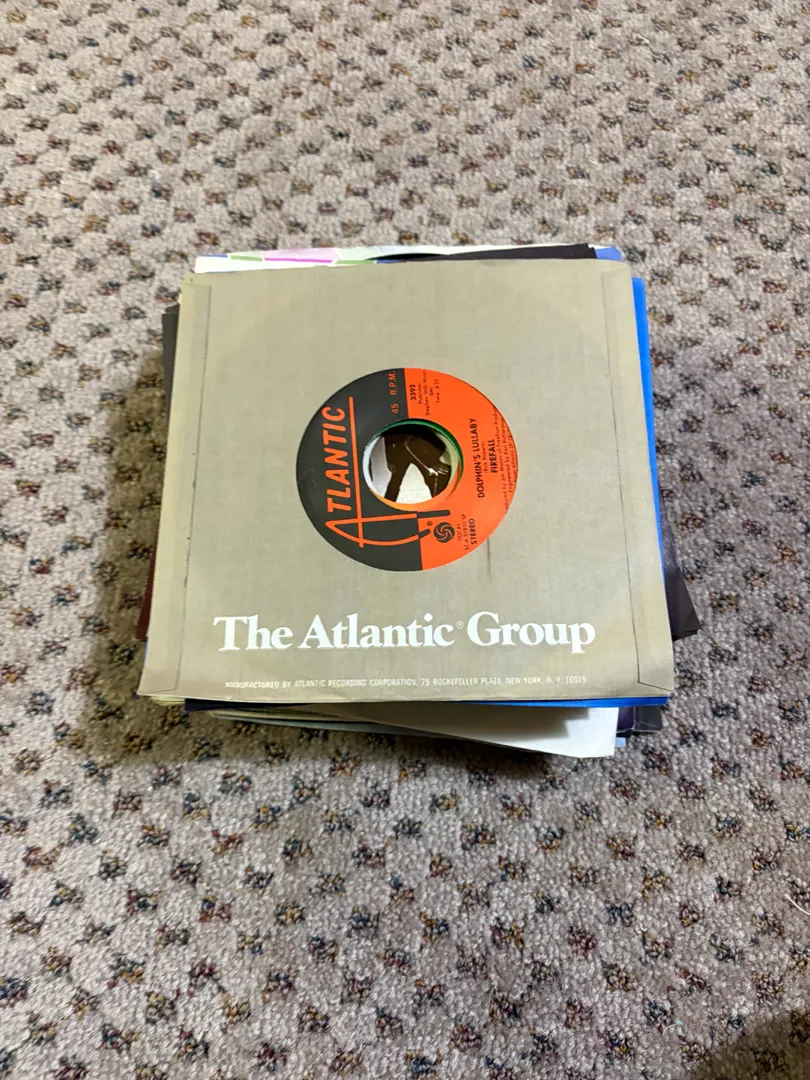 ATLANTIC
45 R.P.M.
3392
DOLPHIN'S LULLABY
FIREFALL
VOCAL
STEREO
The Atlantic® Group
MANUFACTURED BY ATLANTIC RECORDING CORPORATION, 75 ROCKEFELLER PLAZA, NEW YORK, N. Y. 10019